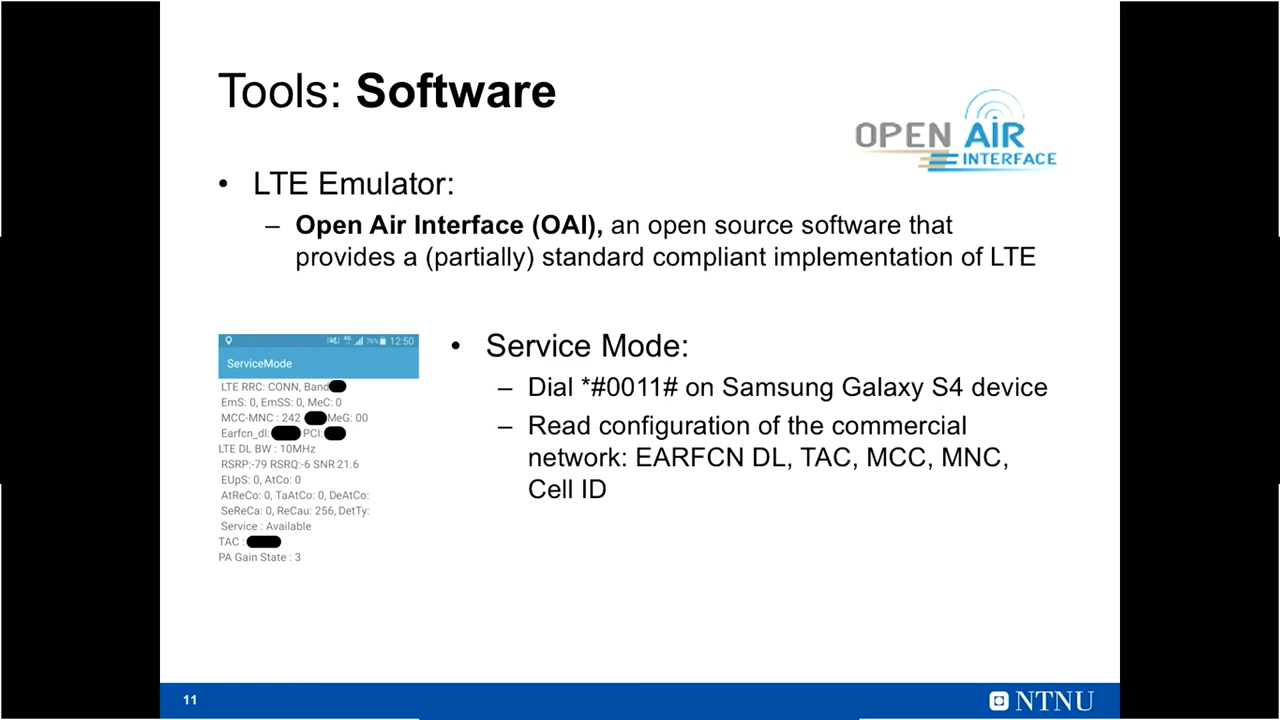 Tools: Software
OPEN AIR
INTERFACE
• LTE Emulator:
– Open Air Interface (OAI), an open source software that
provides a (partially) standard compliant implementation of LTE
4G 76% 12:50
ServiceMode
LTE RRC: CONN, Band
EmS: 0, EmSS: 0, MeC: 0
MCC-MNC : 242 MeG: 00
Earfcn_dl: PCI:
LTE DL BW : 10MHz
RSRP:-79 RSRQ:-6 SNR:21.6
EUpS: 0, AtCo: 0
AtReCo: 0, TaAtCo: 0, DeAtCo:
SeReCa: 0, ReCau: 256, DetTy:
Service : Available
TAC :
PA Gain State : 3
• Service Mode:
– Dial *#0011# on Samsung Galaxy S4 device
– Read configuration of the commercial
network: EARFCN DL, TAC, MCC, MNC,
Cell ID
11
NTNU